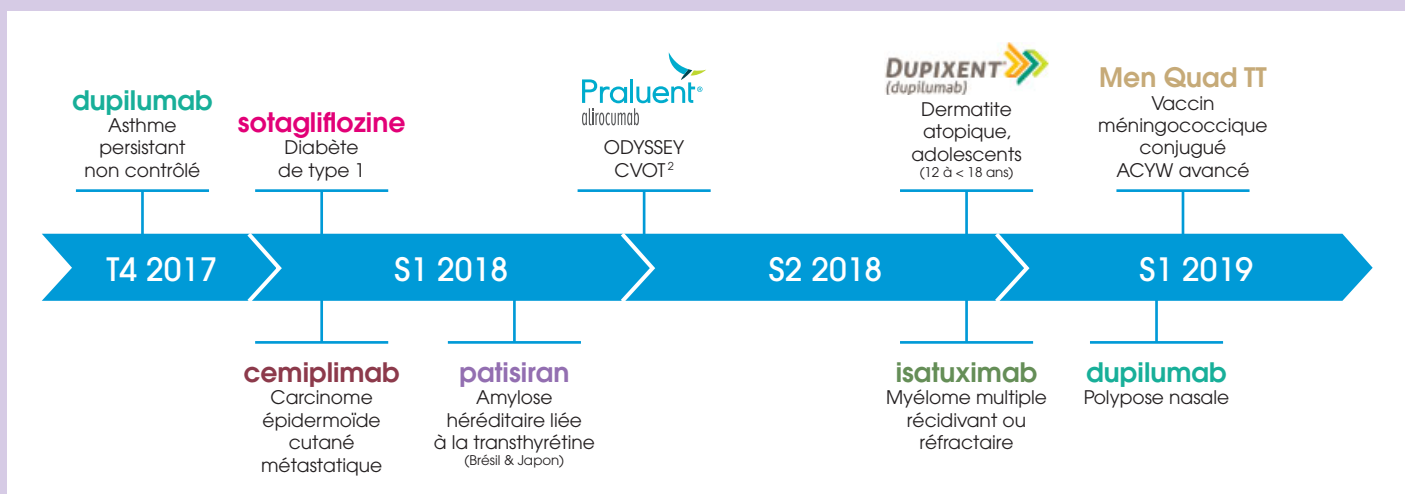 dupilumab
Asthme
persistant
non contrôlé
sotagliflozine
Diabète
de type 1
Praluent®
alirocumab
ODYSSEY
CVOT²
DUPIXENT
(dupilumab)
Dermatite
atopique,
adolescents
(12 à < 18 ans)
Men Quad TT
Vaccin
méningococcique
conjugué
ACYW avancé
T4 2017
S1 2018
S2 2018
S1 2019
cemiplimab
Carcinome
épidermoïde
cutané
métastatique
patisiran
Amylose
héréditaire liée
à la transthyrétine
(Brésil & Japon)
isatuximab
Myélome multiple
récidivant ou
réfractaire
dupilumab
Polypose nasale